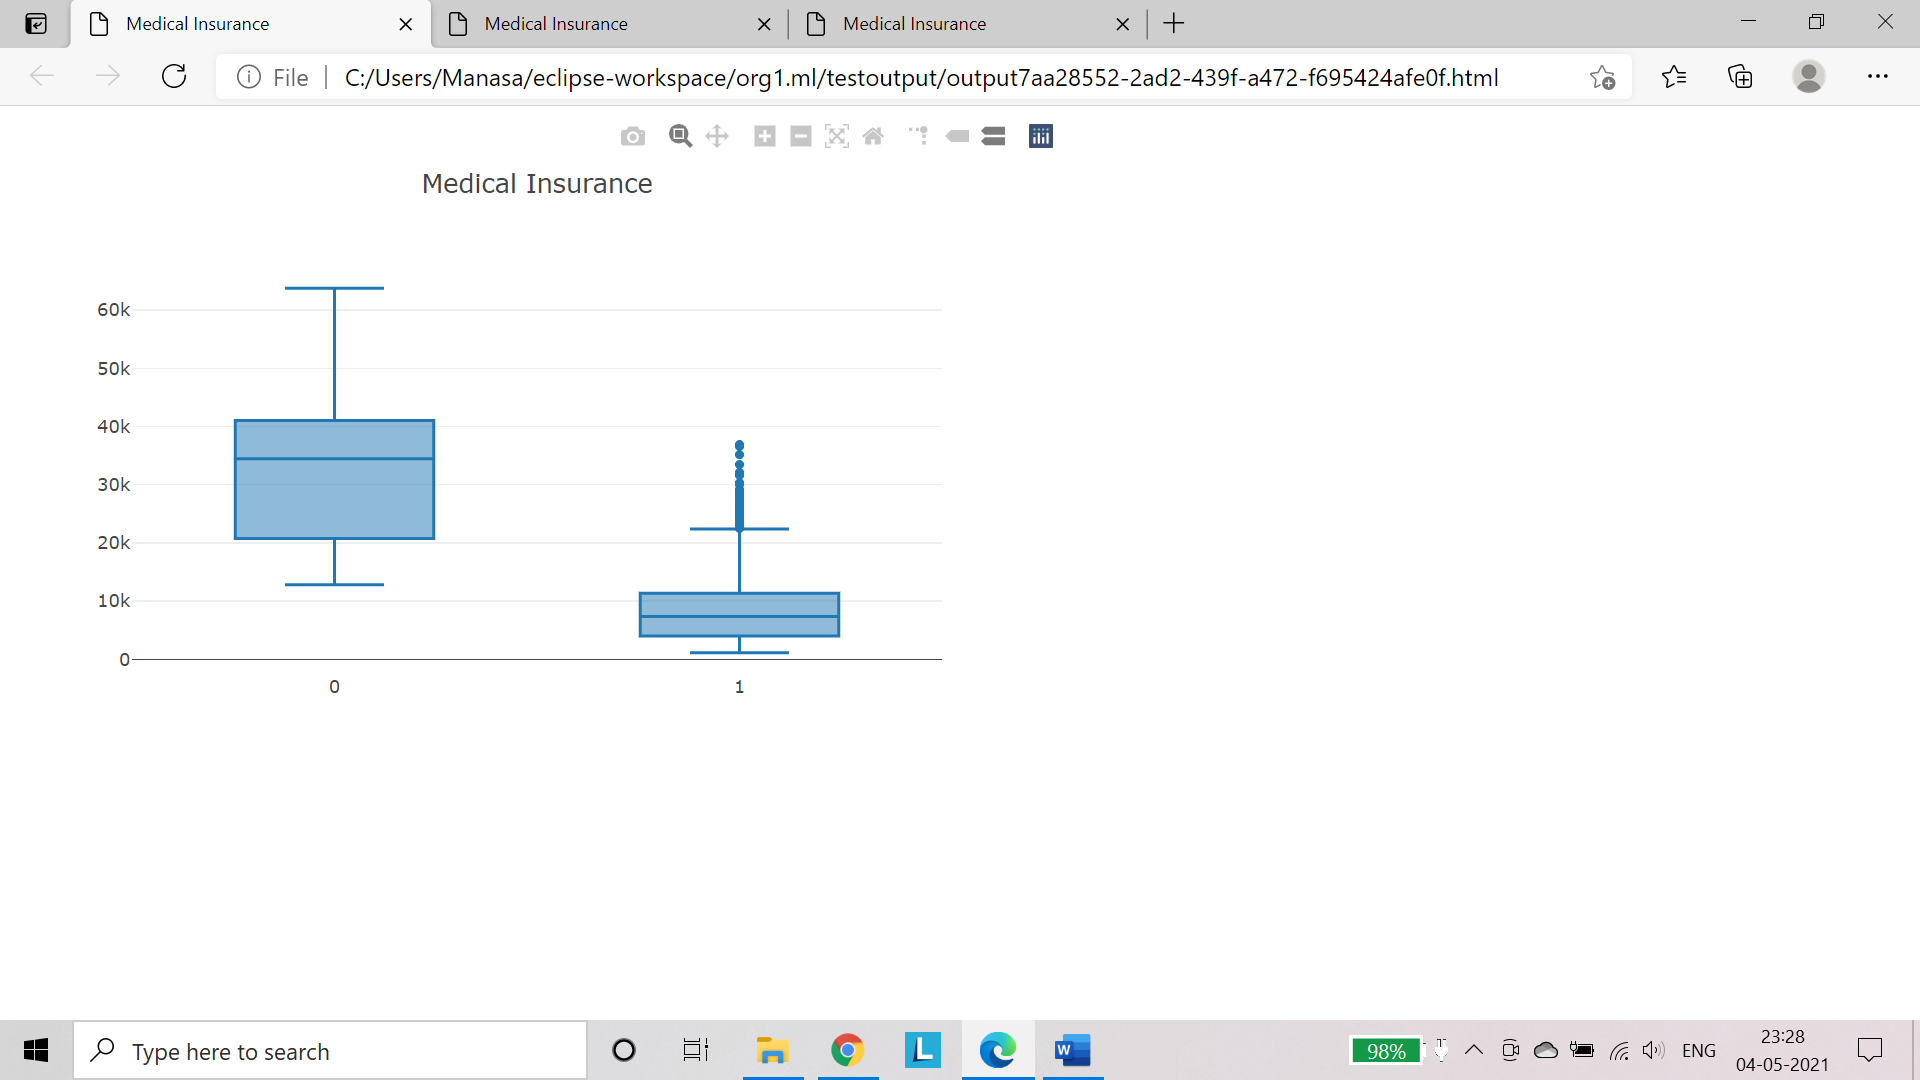 Medical Insurance
Medical Insurance
Medical Insurance
File
C:/Users/Manasa/eclipse-workspace/org1.ml/testoutput/output7aa28552-2ad2-439f-a472-f695424afe0f.html
Medical Insurance
60k
50k
40k
30k
20k
10k
0
0
1
Type here to search
L
W
98%
ENG
23:28
04-05-2021